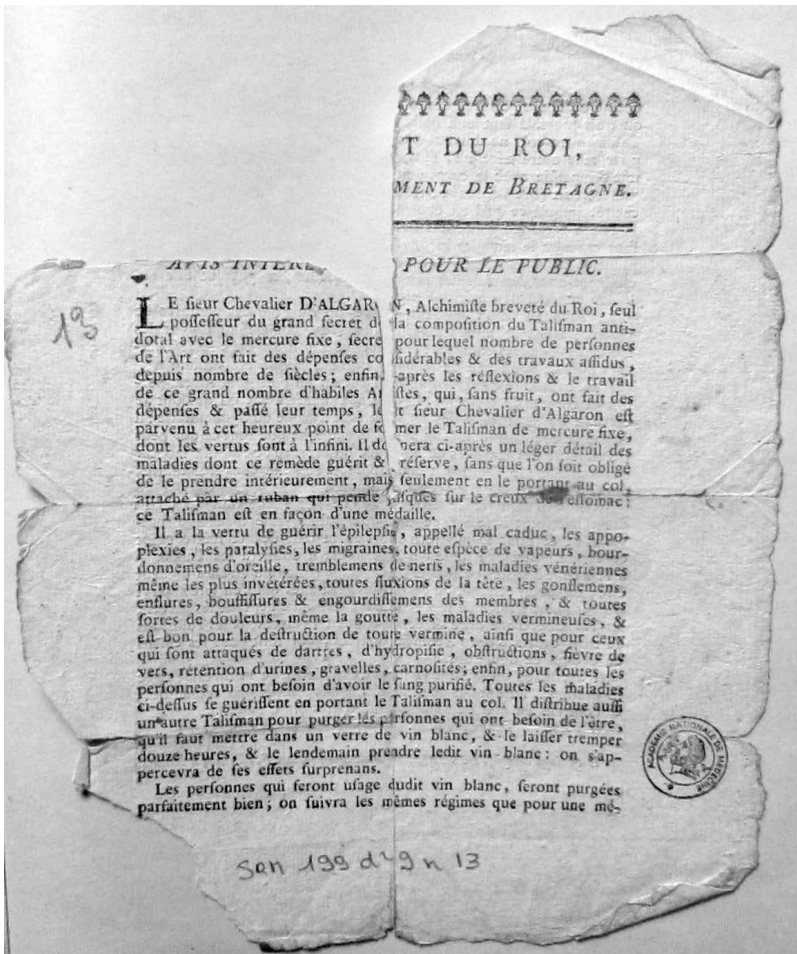 T DU ROI,
MENT DE BRETAGNE.
AVIS INTÉRE POUR LE PUBLIC.
13
LE sieur Chevalier D'ALGAR N, Alchimiſte breveté du Roi, ſeul
poſſeſſeur du grand ſecret d la compoſition du Taliſman anti-
dotal avec le mercure fixe, ſecre pour lequel nombre de perſonnes
de l'Art ont fait des dépenſes co ſidérables & des travaux aſſidus,
depuis nombre de ſiècles; enfin, après les réflexions & le travail
de ce grand nombre d'habiles A iſtes, qui, ſans fruit, ont fait des
dépenſes & paſſé leur temps, le t ſieur Chevalier d'Algaron eſt
parvenu à cet heureux point de fo mer le Taliſman de mercure fixe,
dont les vertus ſont à l'infini. Il do nera ci-après un léger détail des
maladies dont ce remède guérit & réſerve, ſans que l'on ſoit obligé
de le prendre intérieurement, mais ſeulement en le portant au col,
attaché par un ruban qui pende juſques ſur le creux de l'eſtomac:
ce Taliſman eſt en façon d'une médaille.
Il a la vertu de guérir l'épilepſie, appellé mal caduc, les appo-
plexies, les paralyſies, les migraines, toute eſpèce de vapeurs, bour-
donnemens d'oreille, tremblemens de nerfs, les maladies vénériennes
même les plus invétérées, toutes fluxions de la tête, les gonflemens,
enflures, bouffiſſures & engourdiſſemens des membres, & toutes
ſortes de douleurs, même la goutte, les maladies vermineuſes, &
eſt bon pour la deſtruction de toute vermine, ainſi que pour ceux
qui ſont attaqués de dartres, d'hydropiſie, obſtructions, fièvre de
vers, rétention d'urines, gravelles, carnoſités; enfin, pour toutes les
perſonnes qui ont beſoin d'avoir le ſang purifié. Toutes les maladies
ci-deſſus ſe guériſſent en portant le Taliſman au col. Il diſtribue auſſi
un autre Taliſman pour purger les perſonnes qui ont beſoin de l'être,
qu'il faut mettre dans un verre de vin blanc, & le laiſſer tremper
douze heures, & le lendemain prendre ledit vin blanc: on s'ap-
percevra de ſes effets ſurprenans.
Les perſonnes qui feront uſage dudit vin blanc, ſeront purgées
parfaitement bien; on ſuivra les mêmes régimes que pour une mé-
ACADEMIE NATIONALE DE MEDECINE
SRM 199 d 9 n 13